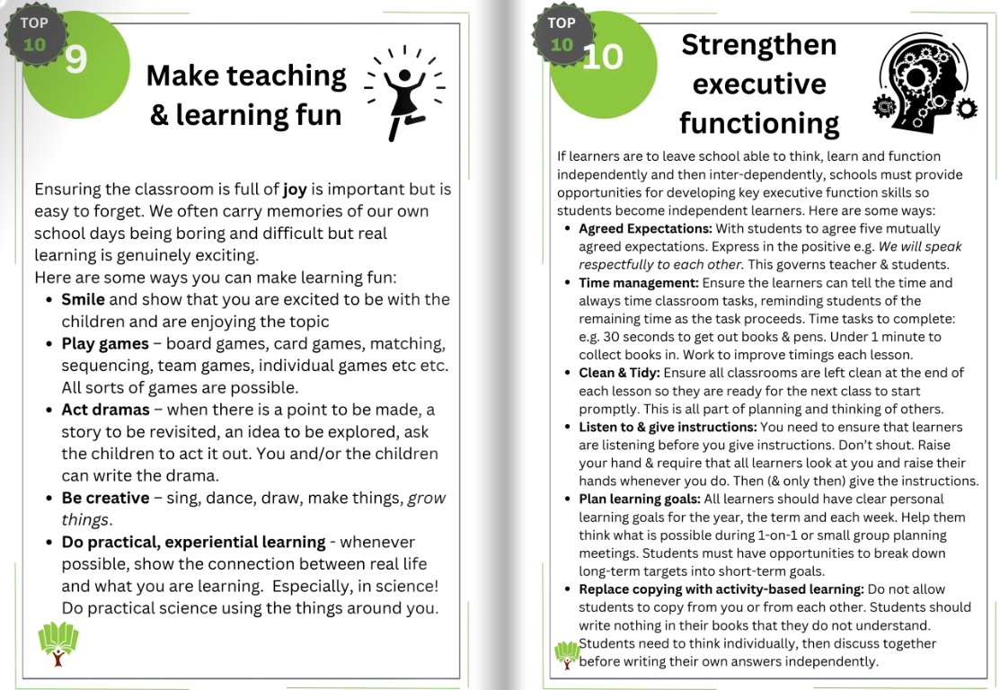 TOP
10
9
Make teaching
& learning fun
Ensuring the classroom is full of joy is important but is
easy to forget. We often carry memories of our own
school days being boring and difficult but real
learning is genuinely exciting.
Here are some ways you can make learning fun:
• Smile and show that you are excited to be with the
children and are enjoying the topic
• Play games – board games, card games, matching,
sequencing, team games, individual games etc etc.
All sorts of games are possible.
• Act dramas – when there is a point to be made, a
story to be revisited, an idea to be explored, ask
the children to act it out. You and/or the children
can write the drama.
• Be creative – sing, dance, draw, make things, grow
things.
• Do practical, experiential learning - whenever
possible, show the connection between real life
and what you are learning. Especially, in science!
Do practical science using the things around you.
TOP
10
10
Strengthen
executive
functioning
If learners are to leave school able to think, learn and function
independently and then inter-dependently, schools must provide
opportunities for developing key executive function skills so
students become independent learners. Here are some ways:
• Agreed Expectations: With students to agree five mutually
agreed expectations. Express in the positive e.g. We will speak
respectfully to each other. This governs teacher & students.
• Time management: Ensure the learners can tell the time and
always time classroom tasks, reminding students of the
remaining time as the task proceeds. Time tasks to complete:
e.g. 30 seconds to get out books & pens. Under 1 minute to
collect books in. Work to improve timings each lesson.
• Clean & Tidy: Ensure all classrooms are left clean at the end of
each lesson so they are ready for the next class to start
promptly. This is all part of planning and thinking of others.
• Listen to & give instructions: You need to ensure that learners
are listening before you give instructions. Don't shout. Raise
your hand & require that all learners look at you and raise their
hands whenever you do. Then (& only then) give the instructions.
• Plan learning goals: All learners should have clear personal
learning goals for the year, the term and each week. Help them
think what is possible during 1-on-1 or small group planning
meetings. Students must have opportunities to break down
long-term targets into short-term goals.
• Replace copying with activity-based learning: Do not allow
students to copy from you or from each other. Students should
write nothing in their books that they do not understand.
Students need to think individually, then discuss together
before writing their own answers independently.